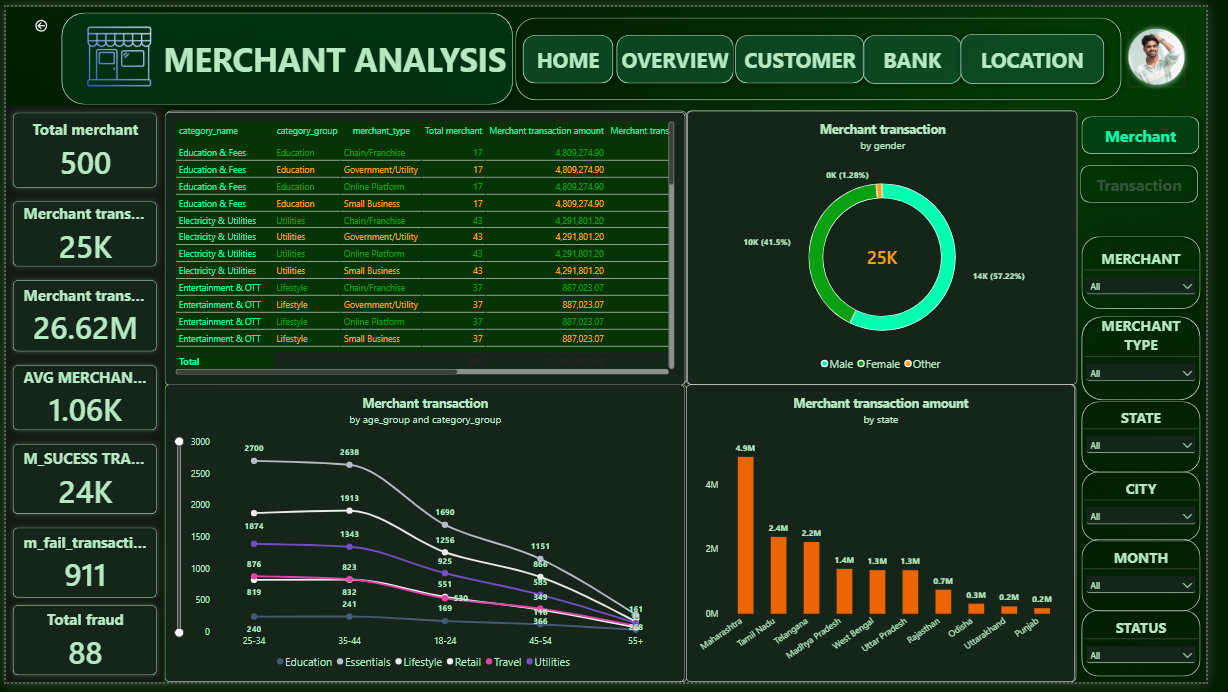 MERCHANT ANALYSIS
HOME
OVERVIEW
CUSTOMER
BANK
LOCATION
Total merchant
500
Merchant trans...
25K
Merchant trans...
26.62M
AVG MERCHAN...
1.06K
M_SUCESS TRA...
24K
m_fail_transacti...
911
Total fraud
88
category_name category_group merchant_type Total merchant Merchant transaction amount Merchant trans
Education & Fees Education Chain/Franchise 17 4,809,274.90
Education & Fees Education Government/Utility 17 4,809,274.90
Education & Fees Education Online Platform 17 4,809,274.90
Education & Fees Education Small Business 17 4,809,274.90
Electricity & Utilities Utilities Chain/Franchise 43 4,291,801.20
Electricity & Utilities Utilities Government/Utility 43 4,291,801.20
Electricity & Utilities Utilities Online Platform 43 4,291,801.20
Electricity & Utilities Utilities Small Business 43 4,291,801.20
Entertainment & OTT Lifestyle Chain/Franchise 37 887,023.07
Entertainment & OTT Lifestyle Government/Utility 37 887,023.07
Entertainment & OTT Lifestyle Online Platform 37 887,023.07
Entertainment & OTT Lifestyle Small Business 37 887,023.07
Total
Merchant transaction
by gender
0K (1.28%)
10K (41.5%)
25K
14K (57.22%)
Male Female Other
Merchant transaction
by age_group and category_group
3000
2500
2000
1500
1000
500
0
2700 2638 1690 1151 161
1874 1913 1256 866
1343 925 585
876 823 551 349
819 832 530 116
240 241 169 366 268
25-34 35-44 18-24 45-54 55+
Education Essentials Lifestyle Retail Travel Utilities
Merchant transaction amount
by state
4M
2M
0M
4.9M 2.4M 2.2M 1.4M 1.3M 1.3M 0.7M 0.3M 0.2M 0.2M
Maharashtra Tamil Nadu Telangana Madhya Pradesh West Bengal Uttar Pradesh Rajasthan Odisha Uttarakhand Punjab
Merchant
Transaction
MERCHANT
All
MERCHANT
TYPE
All
STATE
All
CITY
All
MONTH
All
STATUS
All